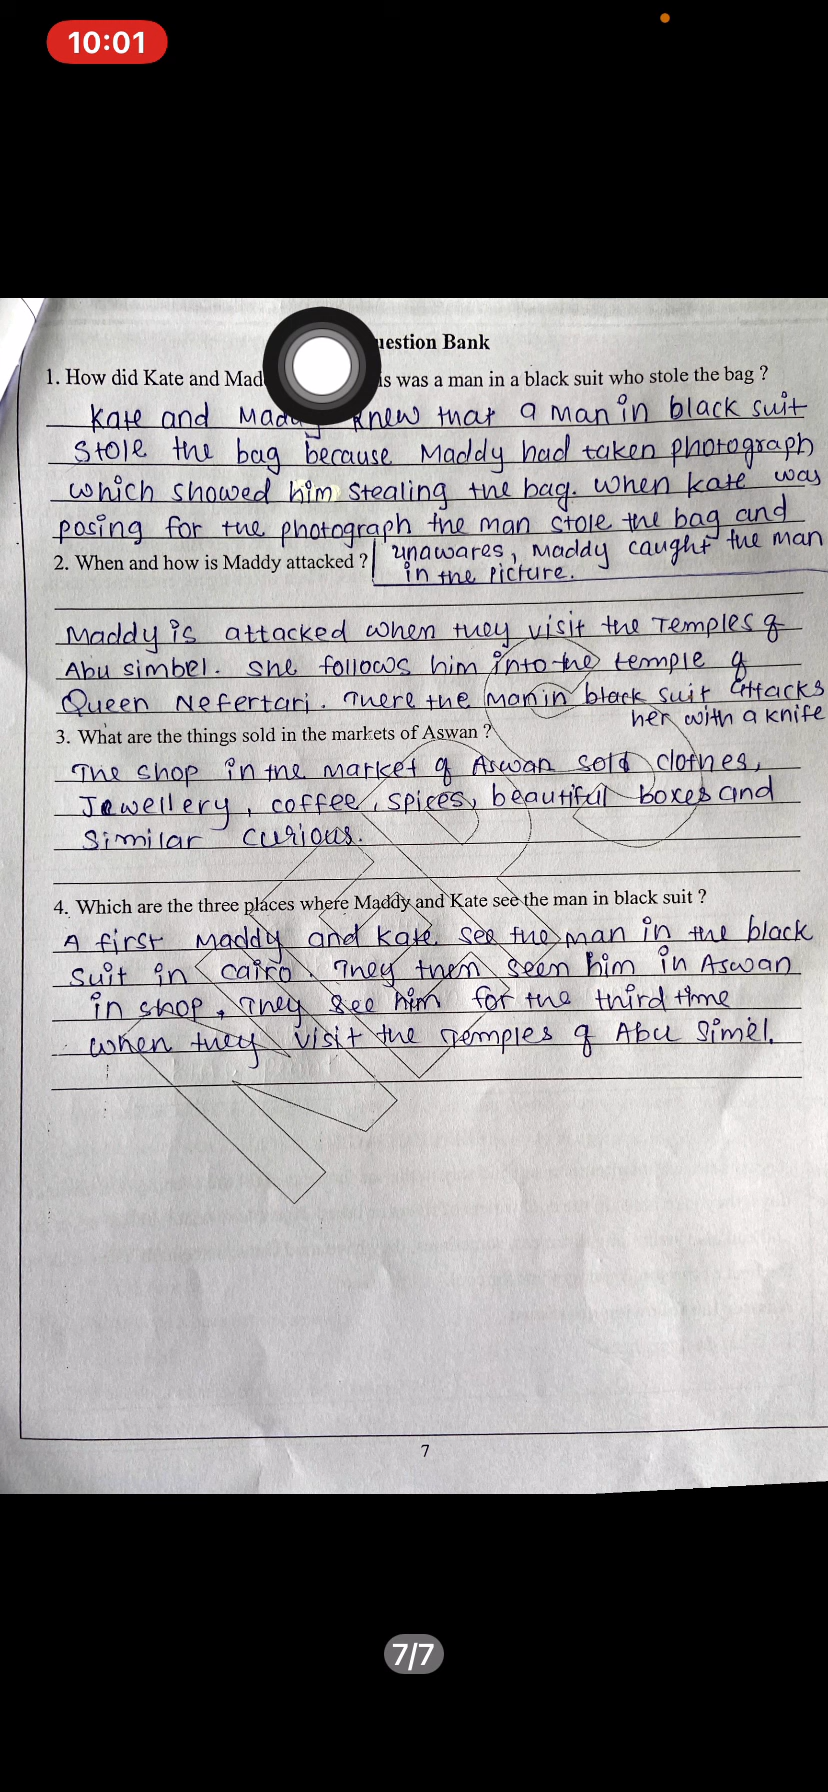 10:01
uestion Bank
1. How did Kate and Mad is was a man in a black suit who stole the bag ?
Kate and knew that a man in black suit
stole the bag because Maddy had taken photograph
which showed him stealing the bag. When Kate was
posing for the photograph the man stole the bag and
unawares, Maddy caught the man
in the picture.
2. When and how is Maddy attacked ?
Maddy is attacked when they visit the Temples of
Abu simbel. She follows him into the temple of
Queen Nefertari. There the man in black suit attacks
her with a knife
3. What are the things sold in the markets of Aswan ?
The shop in the market of Aswan sold clothes,
Jewellery, coffee, spices, beautiful boxes and
similar curious.
4. Which are the three places where Maddy and Kate see the man in black suit ?
A first Maddy and Kate see the man in the black
suit in cairo. They them seen him in Aswan
in shop, They see him for the third time
when they visit the Temples of Abu Simel.
7
7/7